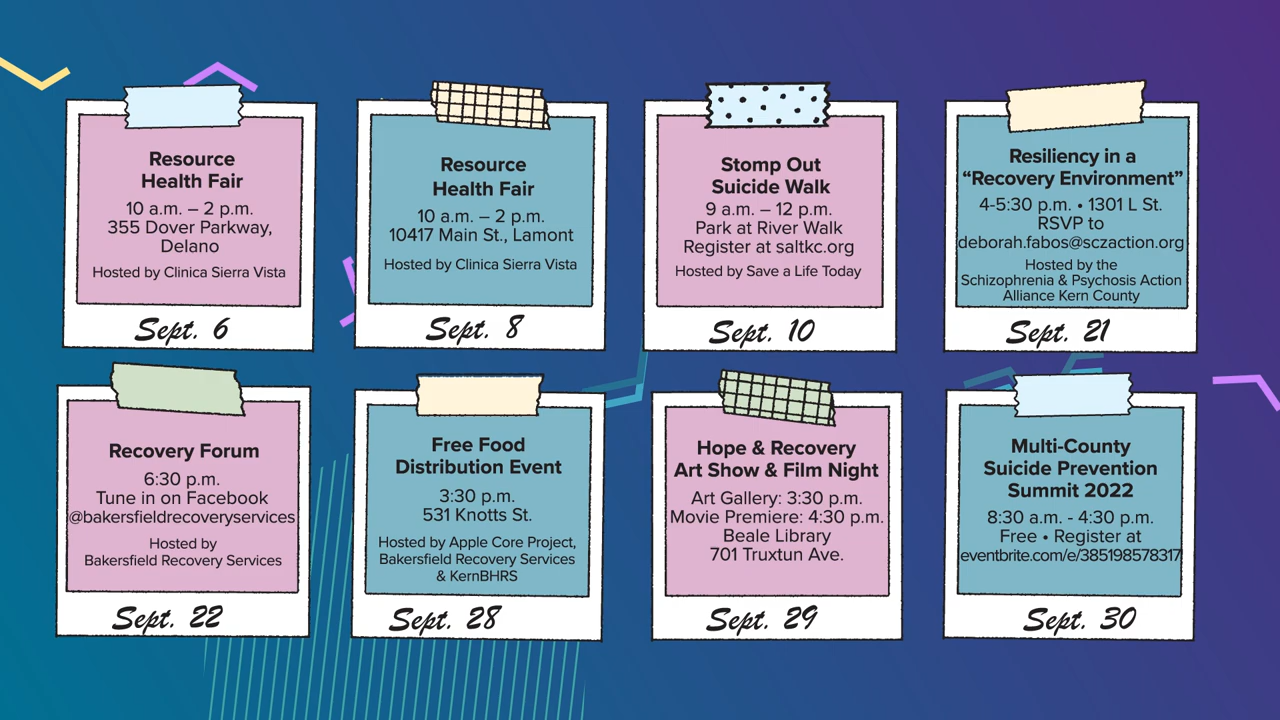 Resource
Health Fair
10 a.m. – 2 p.m.
355 Dover Parkway,
Delano
Hosted by Clinica Sierra Vista
Sept. 6
Resource
Health Fair
10 a.m. – 2 p.m.
10417 Main St., Lamont
Hosted by Clinica Sierra Vista
Sept. 8
Stomp Out
Suicide Walk
9 a.m. – 12 p.m.
Park at River Walk
Register at saltkc.org
Hosted by Save a Life Today
Sept. 10
Resiliency in a
“Recovery Environment”
4-5:30 p.m. • 1301 L St.
RSVP to
deborah.fabos@sczaction.org
Hosted by the
Schizophrenia & Psychosis Action
Alliance Kern County
Sept. 21
Recovery Forum
6:30 p.m.
Tune in on Facebook
@bakersfieldrecoveryservices
Hosted by
Bakersfield Recovery Services
Sept. 22
Free Food
Distribution Event
3:30 p.m.
531 Knotts St.
Hosted by Apple Core Project,
Bakersfield Recovery Services
& KernBHRS
Sept. 28
Hope & Recovery
Art Show & Film Night
Art Gallery: 3:30 p.m.
Movie Premiere: 4:30 p.m.
Beale Library
701 Truxtun Ave.
Sept. 29
Multi-County
Suicide Prevention
Summit 2022
8:30 a.m. - 4:30 p.m.
Free • Register at
eventbrite.com/e/385198578317
Sept. 30